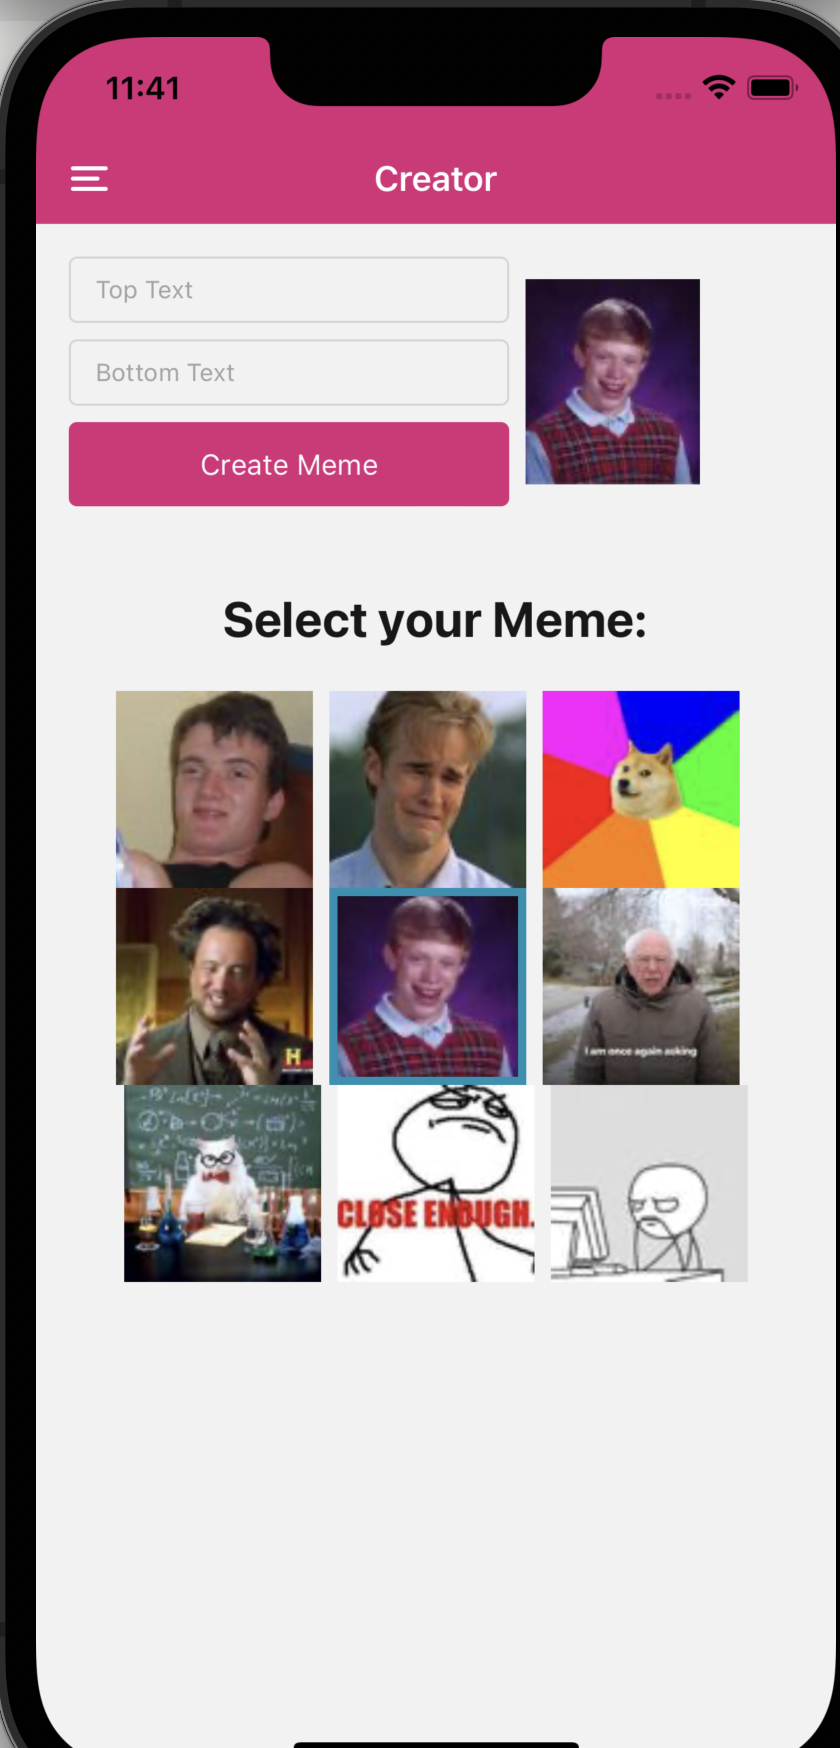 11:41
Creator
Top Text
Bottom Text
Create Meme
Select your Meme:
H
I am once again asking
CLOSE ENOUGH.